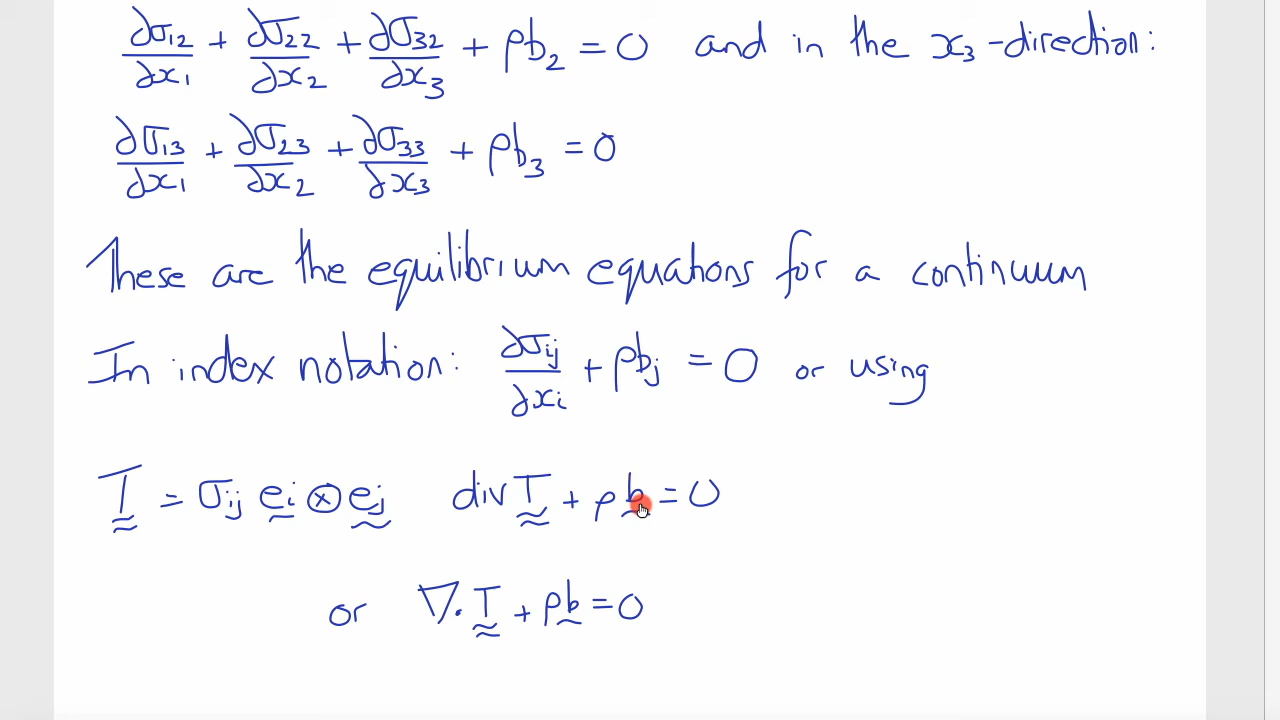 ∂σ₁₂/∂x₁ + ∂σ₂₂/∂x₂ + ∂σ₃₂/∂x₃ + ρb₂ = 0 and in the x₃-direction:
∂σ₁₃/∂x₁ + ∂σ₂₃/∂x₂ + ∂σ₃₃/∂x₃ + ρb₃ = 0
These are the equilibrium equations for a continuum
In index notation: ∂σᵢⱼ/∂xᵢ + ρbⱼ = 0 or using
T = σᵢⱼ eᵢ ⊗ eⱼ div T + ρb = 0
or ∇. T + ρb = 0